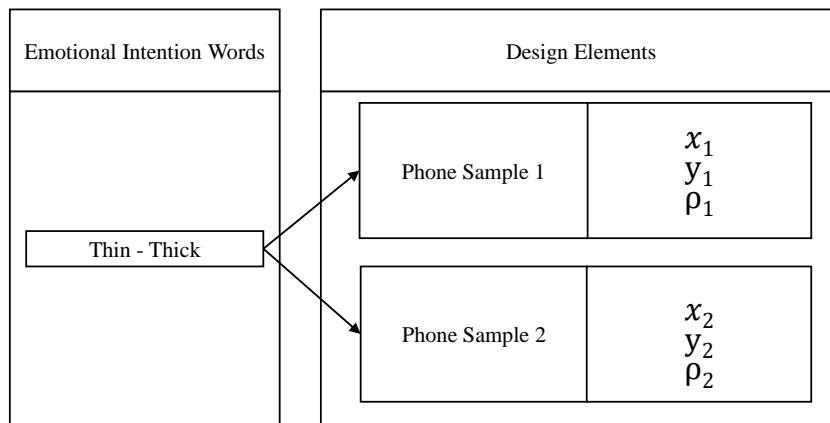 Emotional Intention Words
Design Elements
Thin - Thick
Phone Sample 1
x₁
y₁
ρ₁
Phone Sample 2
x₂
y₂
ρ₂